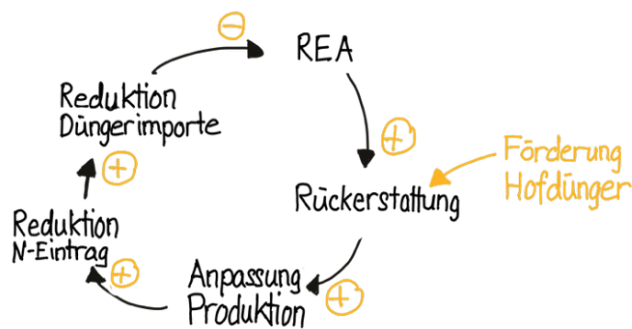 REA
Reduktion
Düngerimporte
Förderung
Hofdünger
Rückerstattung
Reduktion
N-Eintrag
Anpassung
Produktion